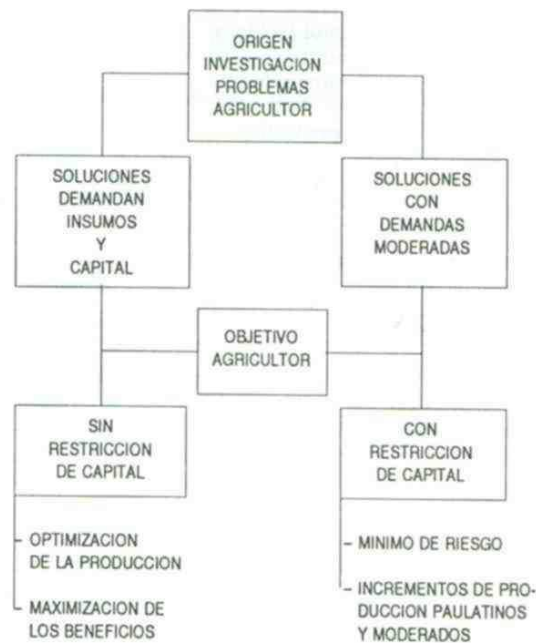 ORIGEN
INVESTIGACION
PROBLEMAS
AGRICULTOR
SOLUCIONES
DEMANDAN
INSUMOS
Y
CAPITAL
SOLUCIONES
CON
DEMANDAS
MODERADAS
OBJETIVO
AGRICULTOR
SIN
RESTRICCION
DE CAPITAL
CON
RESTRICCION
DE CAPITAL
- OPTIMIZACION
DE LA PRODUCCION
- MAXIMIZACION DE
LOS BENEFICIOS
- MINIMO DE RIESGO
- INCREMENTOS DE PRO-
DUCCION PAULATINOS
Y MODERADOS